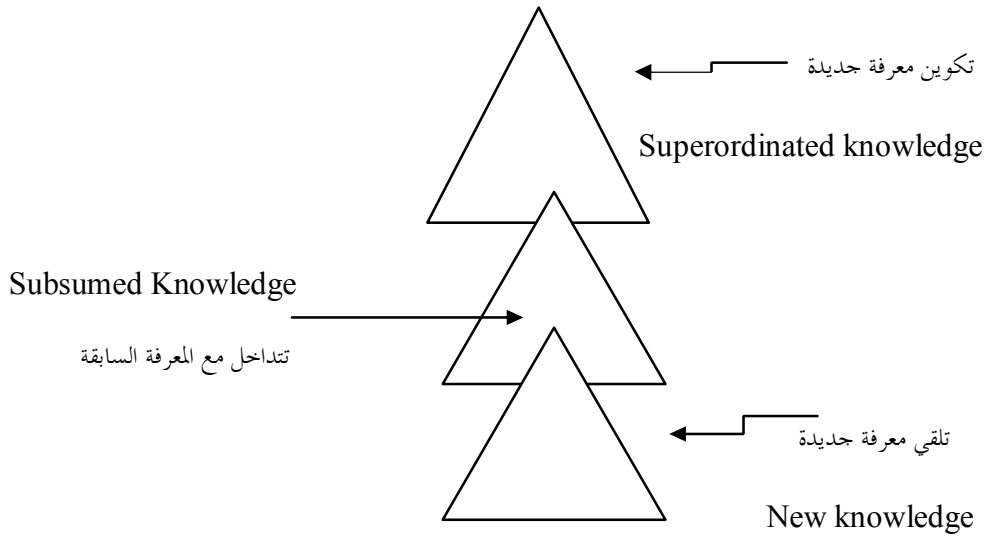 تكوين معرفة جديدة
Superordinated knowledge
Subsumed Knowledge
تتداخل مع المعرفة السابقة
تلقي معرفة جديدة
New knowledge